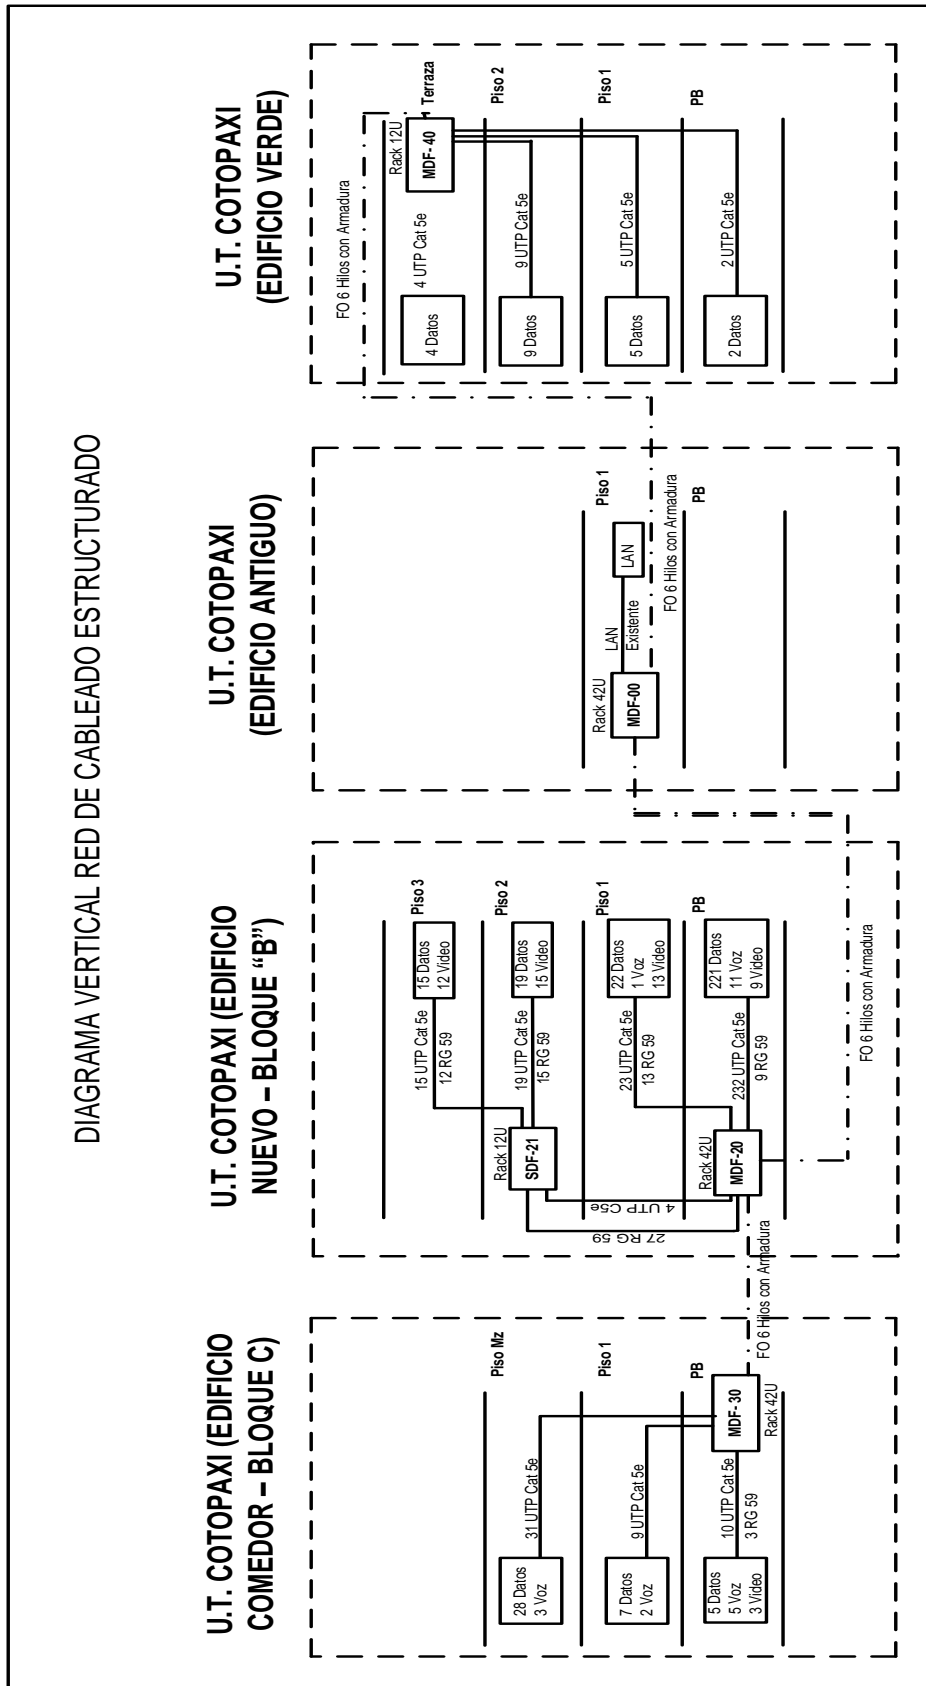 DIAGRAMA VERTICAL RED DE CABLEADO ESTRUCTURADO
U.T. COTOPAXI (EDIFICIO
COMEDOR – BLOQUE C)
Piso Mz
28 Datos
3 Voz
31 UTP Cat 5e
Piso 1
7 Datos
2 Voz
9 UTP Cat 5e
PB
5 Datos
5 Voz
3 Video
10 UTP Cat 5e
3 RG 59
MDF- 30
Rack 42U
FO 6 Hilos con Armadura
U.T. COTOPAXI (EDIFICIO
NUEVO – BLOQUE “B”)
Piso 3
15 UTP Cat 5e
12 RG 59
15 Datos
12 Video
Piso 2
Rack 12U
SDF-21
19 UTP Cat 5e
15 RG 59
19 Datos
15 Video
Piso 1
23 UTP Cat 5e
13 RG 59
22 Datos
1 Voz
13 Video
4 UTP C5e
27 RG 59
PB
Rack 42U
MDF-20
232 UTP Cat 5e
9 RG 59
221 Datos
11 Voz
9 Video
FO 6 Hilos con Armadura
U.T. COTOPAXI
(EDIFICIO ANTIGUO)
Piso 1
Rack 42U
MDF-00
LAN
Existente
LAN
FO 6 Hilos con Armadura
PB
U.T. COTOPAXI
(EDIFICIO VERDE)
FO 6 Hilos con Armadura
Terraza
Rack 12U
MDF- 40
4 UTP Cat 5e
4 Datos
Piso 2
9 UTP Cat 5e
9 Datos
Piso 1
5 UTP Cat 5e
5 Datos
PB
2 UTP Cat 5e
2 Datos